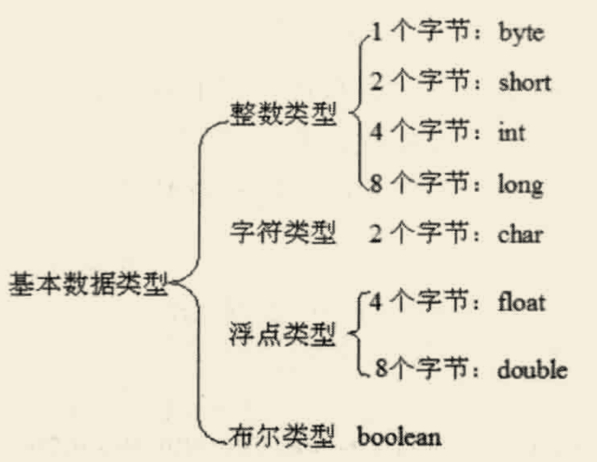 基本数据类型
整数类型
1 个字节：byte
2 个字节：short
4 个字节：int
8 个字节：long
字符类型 2 个字节：char
浮点类型
4 个字节：float
8个字节：double
布尔类型 boolean